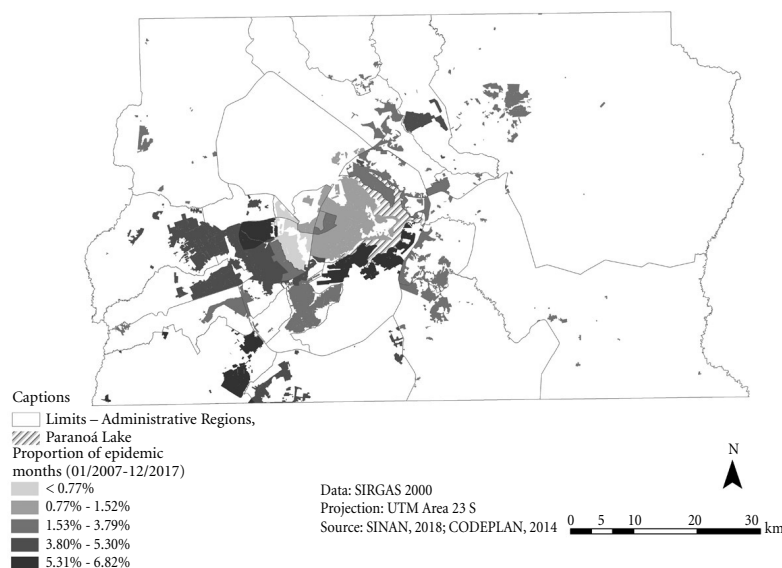 Captions
Limits – Administrative Regions,
Paranoá Lake
Proportion of epidemic
months (01/2007-12/2017)
< 0.77%
0.77% - 1.52%
1.53% - 3.79%
3.80% - 5.30%
5.31% - 6.82%
Data: SIRGAS 2000
Projection: UTM Area 23 S
Source: SINAN, 2018; CODEPLAN, 2014
N
0 5 10 20 30
km